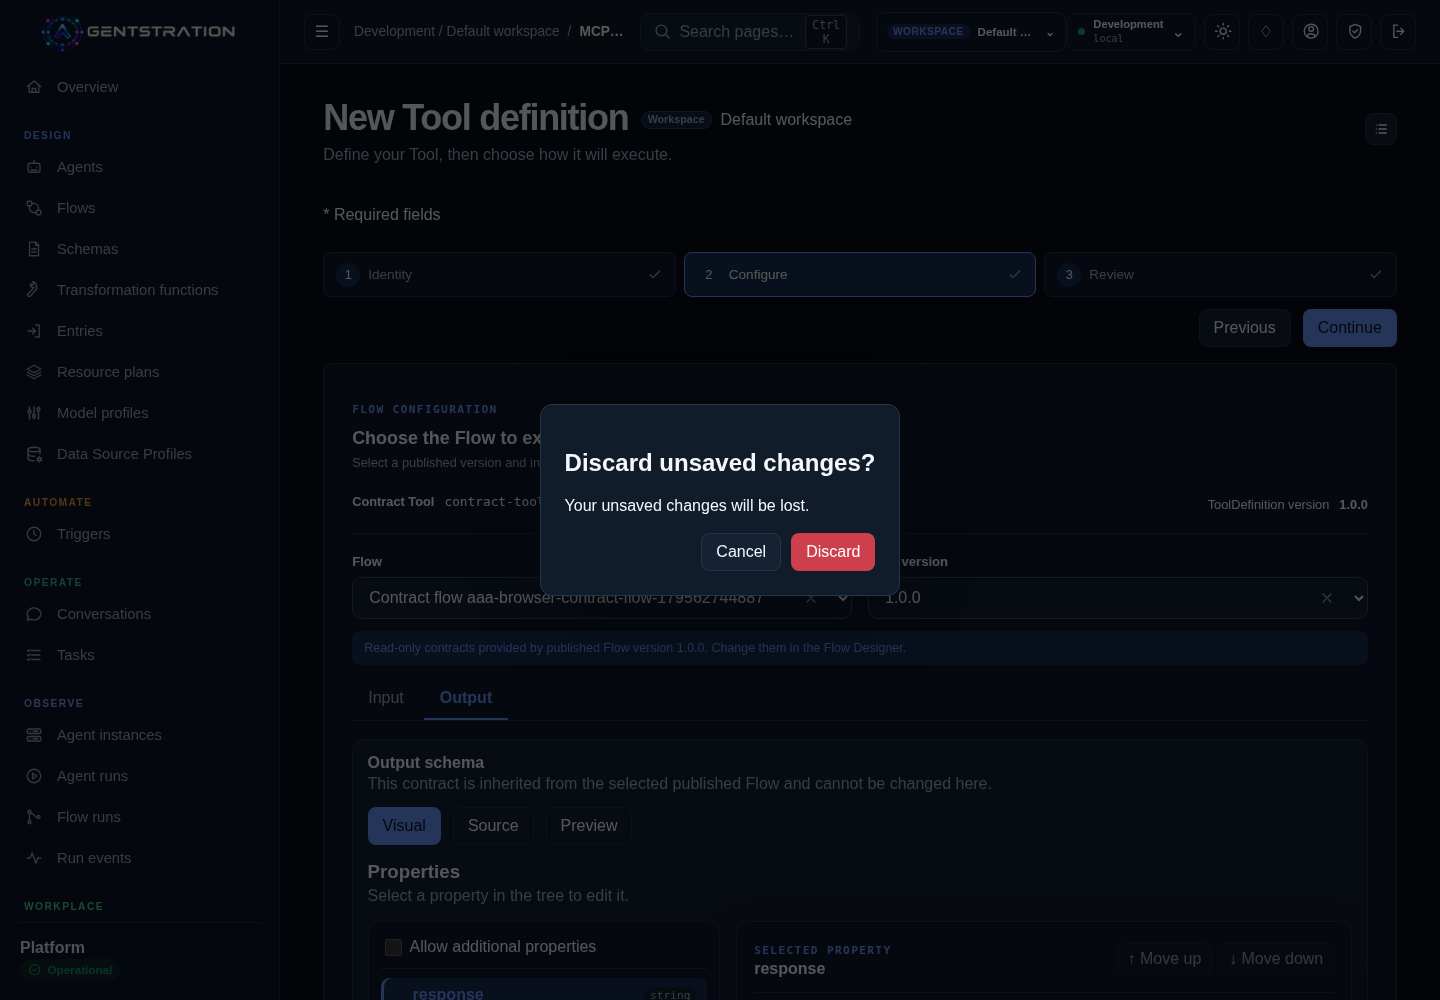 GENTSTRATION
Development / Default workspace / MCP...
Search pages...
Ctrl K
WORKSPACE Default ...
Development
local
Overview
DESIGN
Agents
Flows
Schemas
Transformation functions
Entries
Resource plans
Model profiles
Data Source Profiles
AUTOMATE
Triggers
OPERATE
Conversations
Tasks
OBSERVE
Agent instances
Agent runs
Flow runs
Run events
WORKPLACE
Platform
Operational
New Tool definition Workspace Default workspace
Define your Tool, then choose how it will execute.
* Required fields
1 Identity
2 Configure
3 Review
Previous
Continue
FLOW CONFIGURATION
Choose the Flow to ex
Select a published version and in
Contract Tool contract-tool
ToolDefinition version 1.0.0
Discard unsaved changes?
Your unsaved changes will be lost.
Cancel
Discard
Flow
version
Contract flow aaa-browser-contract-flow-179562744887
1.0.0
Read-only contracts provided by published Flow version 1.0.0. Change them in the Flow Designer.
Input
Output
Output schema
This contract is inherited from the selected published Flow and cannot be changed here.
Visual
Source
Preview
Properties
Select a property in the tree to edit it.
Allow additional properties
response string
SELECTED PROPERTY
response
↑ Move up
↓ Move down